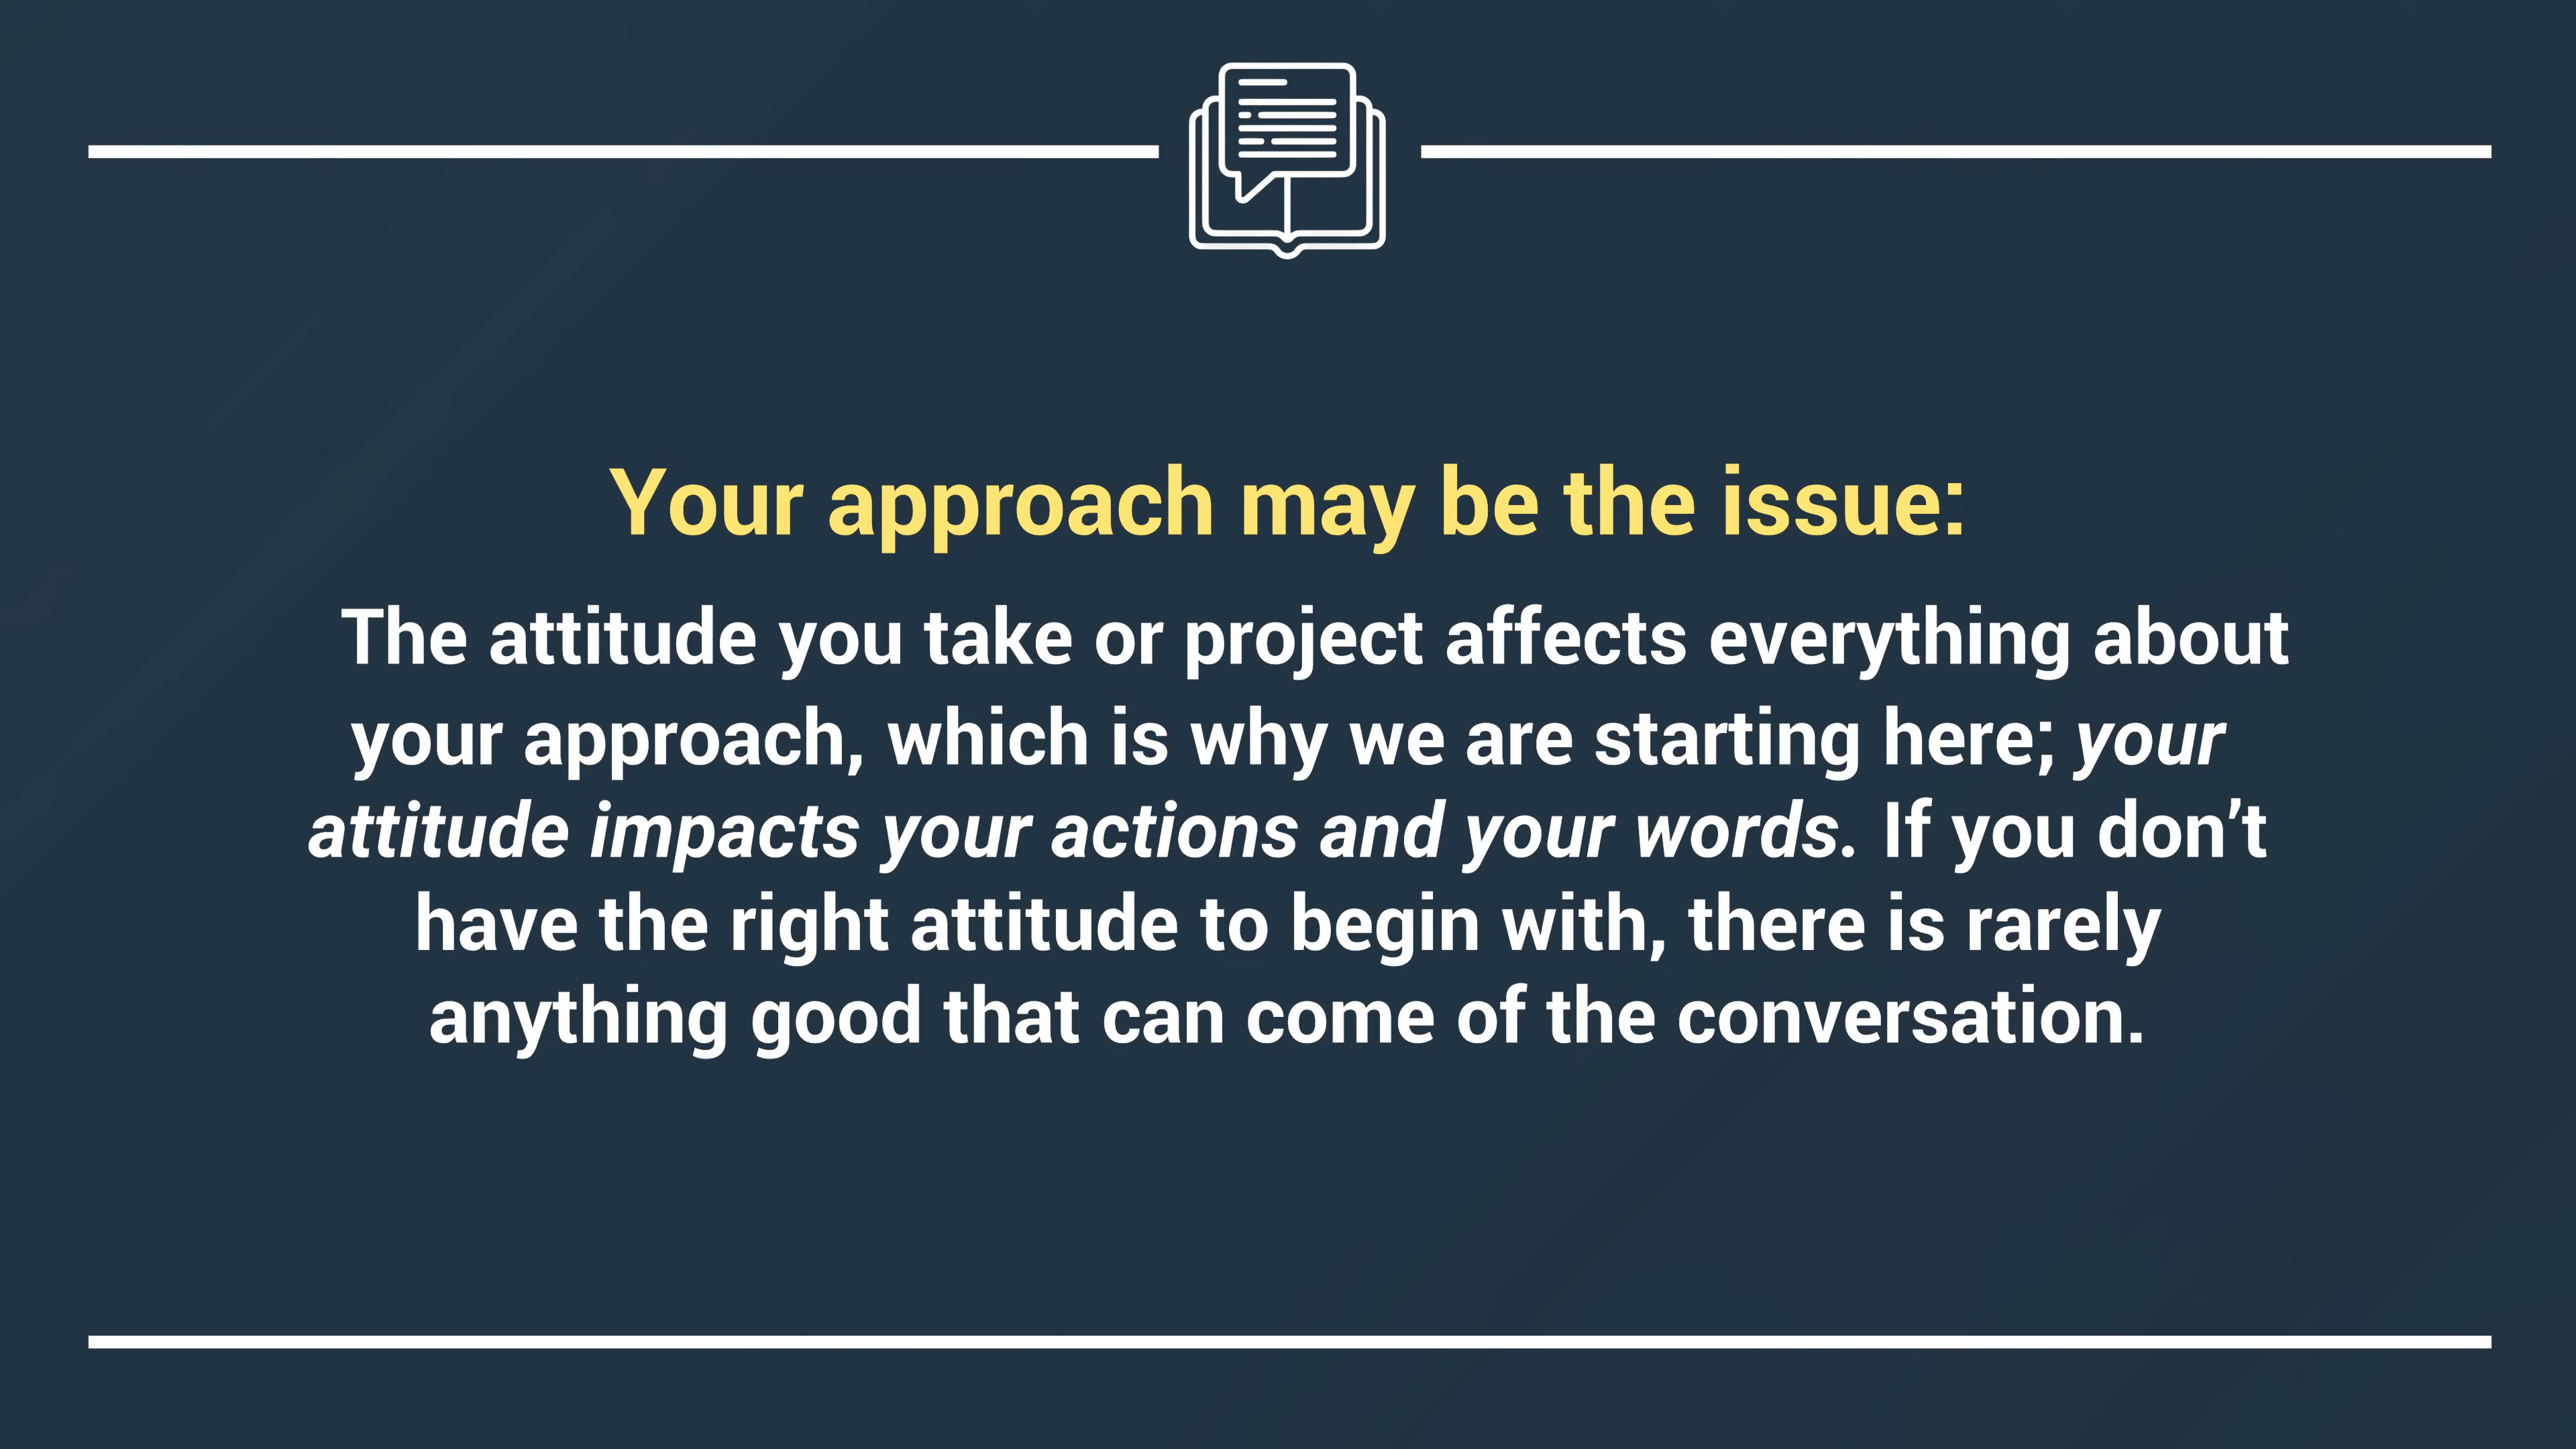 Your approach may be the issue:
The attitude you take or project affects everything about
your approach, which is why we are starting here; your
attitude impacts your actions and your words. If you don’t
have the right attitude to begin with, there is rarely
anything good that can come of the conversation.